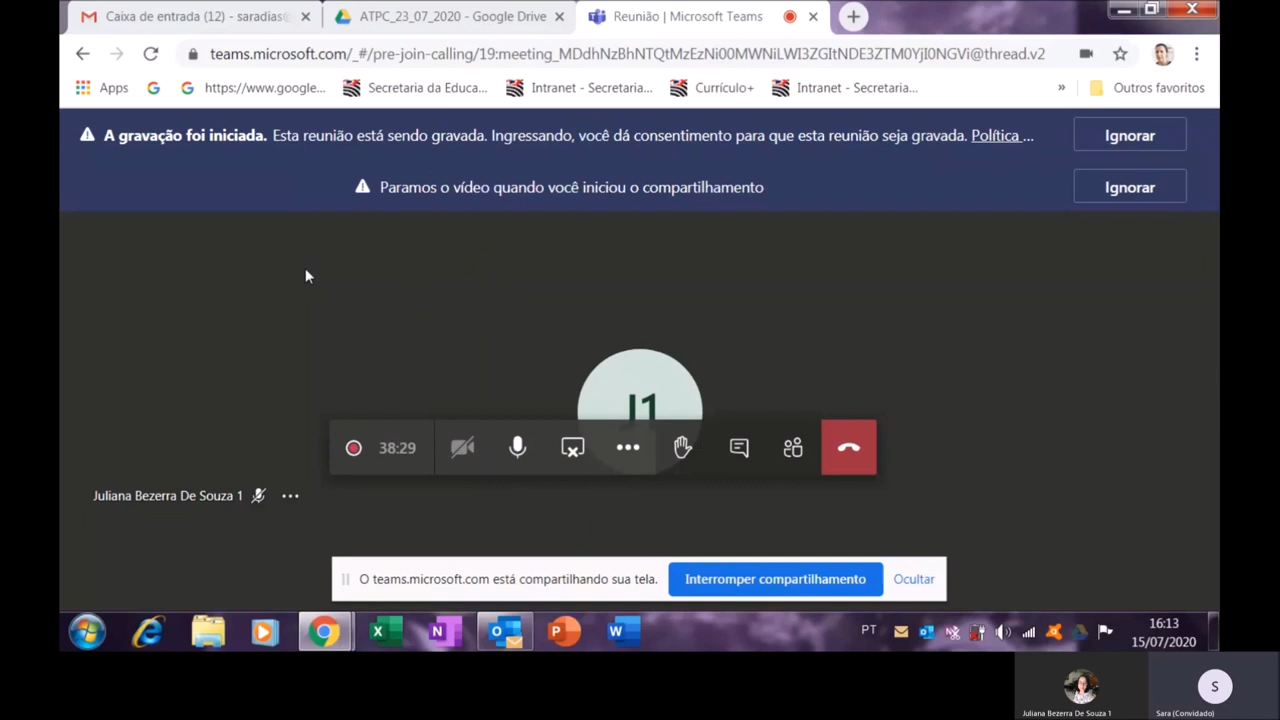 Caixa de entrada (12) - saradias@
ATPC_23_07_2020 - Google Drive
Reunião | Microsoft Teams
teams.microsoft.com/_#/pre-join-calling/19:meeting_MDdhNzBhNTQtMzEzNi00MWNiLWI3ZGItNDE3ZTM0YjI0NGVi@thread.v2
Apps
https://www.google...
Secretaria da Educa...
Intranet - Secretaria...
Currículo+
Intranet - Secretaria...
»
Outros favoritos
A gravação foi iniciada. Esta reunião está sendo gravada. Ingressando, você dá consentimento para que esta reunião seja gravada. Política ...
Ignorar
Paramos o vídeo quando você iniciou o compartilhamento
Ignorar
J1
38:29
Juliana Bezerra De Souza 1
O teams.microsoft.com está compartilhando sua tela.
Interromper compartilhamento
Ocultar
PT
16:13
15/07/2020
S
Juliana Bezerra De Souza 1
Sara (Convidado)